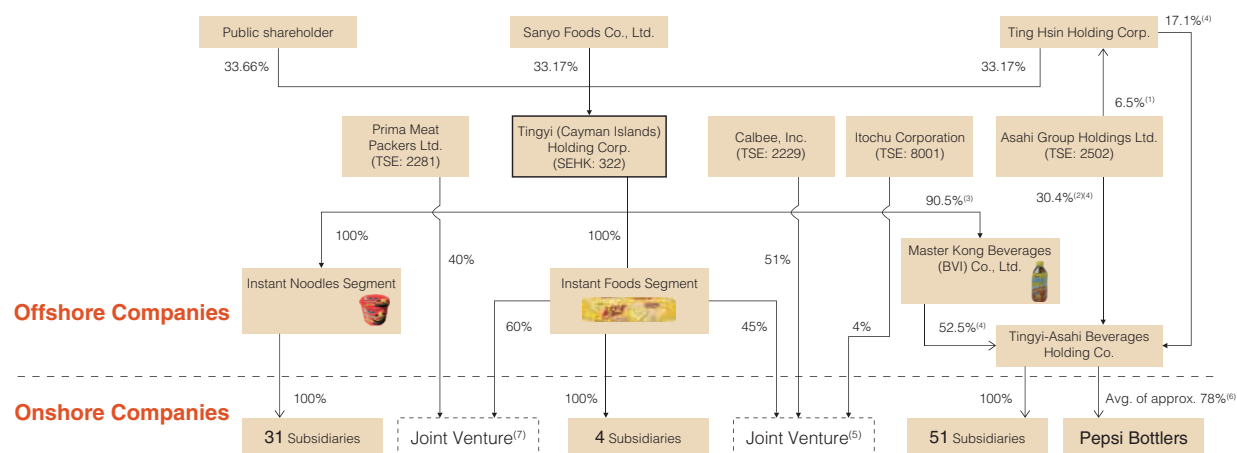 Public shareholder
Sanyo Foods Co., Ltd.
Ting Hsin Holding Corp.
17.1%(4)
33.66%
33.17%
33.17%
6.5%(1)
Prima Meat
Packers Ltd.
(TSE: 2281)
Tingyi (Cayman Islands)
Holding Corp.
(SEHK: 322)
Calbee, Inc.
(TSE: 2229)
Itochu Corporation
(TSE: 8001)
Asahi Group Holdings Ltd.
(TSE: 2502)
90.5%(3)
30.4%(2)(4)
100%
40%
100%
51%
Master Kong Beverages
(BVI) Co., Ltd.
Instant Noodles Segment
Instant Foods Segment
Offshore Companies
60%
45%
4%
52.5%(4)
Tingyi-Asahi Beverages
Holding Co.
Onshore Companies
100%
100%
100%
Avg. of approx. 78%(6)
31 Subsidiaries
Joint Venture(7)
4 Subsidiaries
Joint Venture(5)
51 Subsidiaries
Pepsi Bottlers